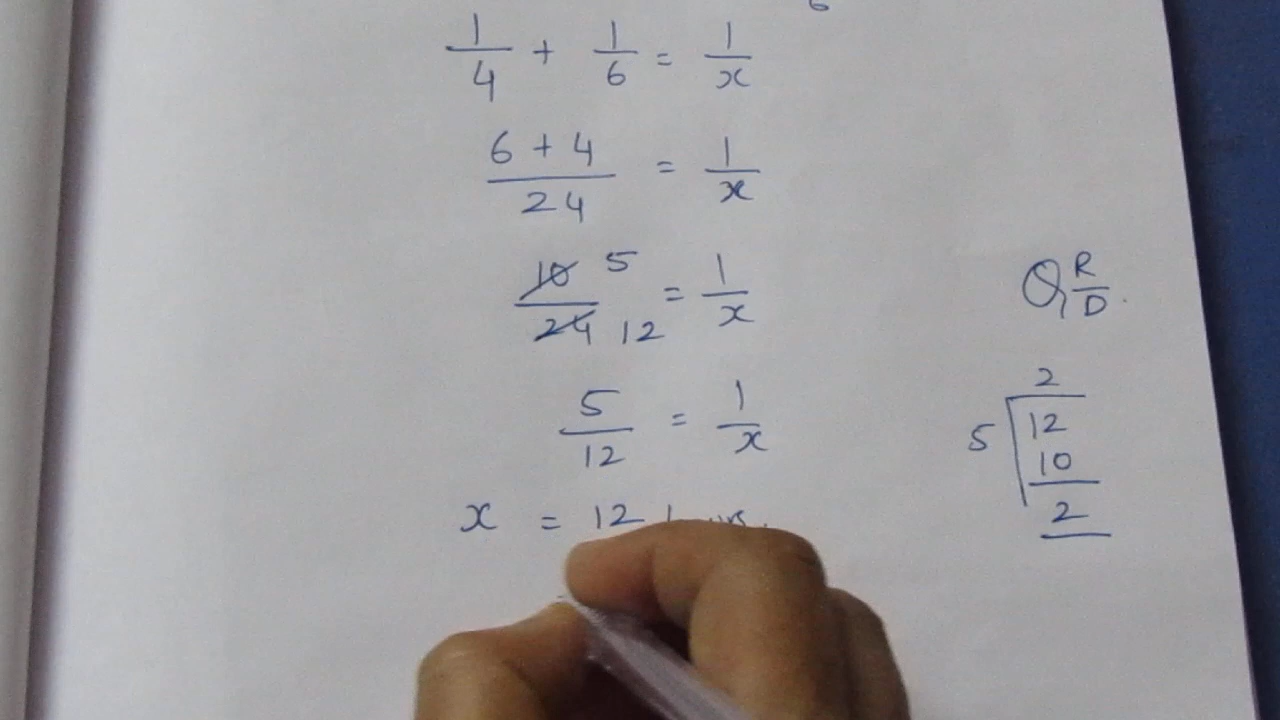 6
1/4 + 1/6 = 1/x
6 + 4/24 = 1/x
10/24 5/12 = 1/x
5/12 = 1/x
x = 12
Q R/D.
2
5 12
10
2